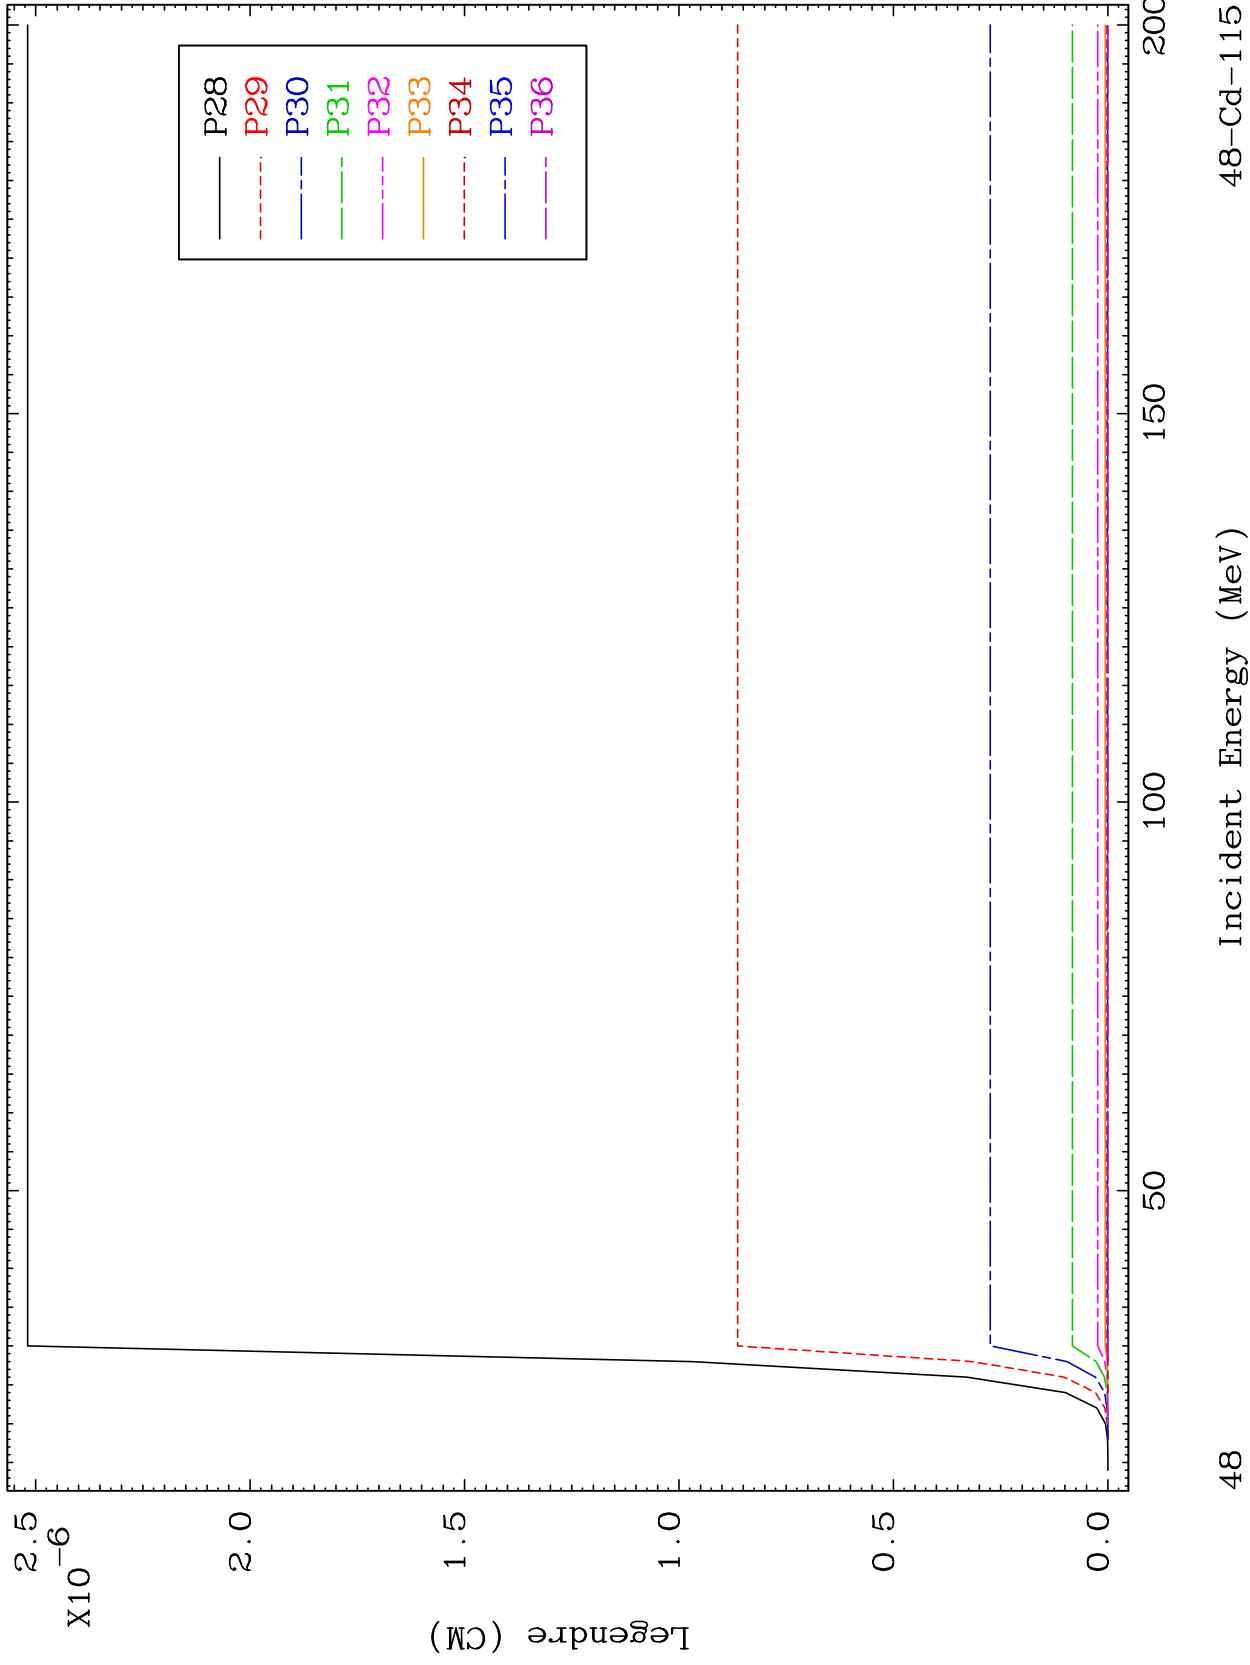 P28
P29
P30
P31
P32
P33
P34
P35
P36
2.5
X10-6
2.0
1.5
1.0
0.5
0.0
Legendre (CM)
50
100
150
200
Incident Energy (MeV)
48
48-Cd-115